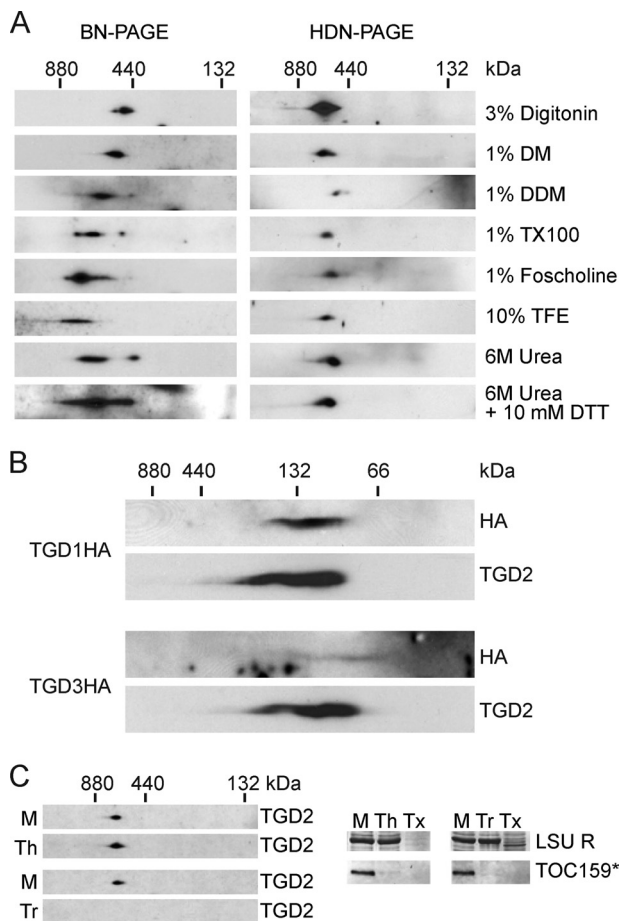 A
BN-PAGE HDN-PAGE
880 440 132 880 440 132 kDa
3% Digitonin
1% DM
1% DDM
1% TX100
1% Foscholine
10% TFE
6M Urea
6M Urea
+ 10 mM DTT
B
880 440 132 66 kDa
TGD1HA
HA
TGD2
TGD3HA
HA
TGD2
C
880 440 132 kDa
M TGD2
Th TGD2
M TGD2
Tr TGD2
M Th Tx M Tr Tx
LSU R
TOC159*